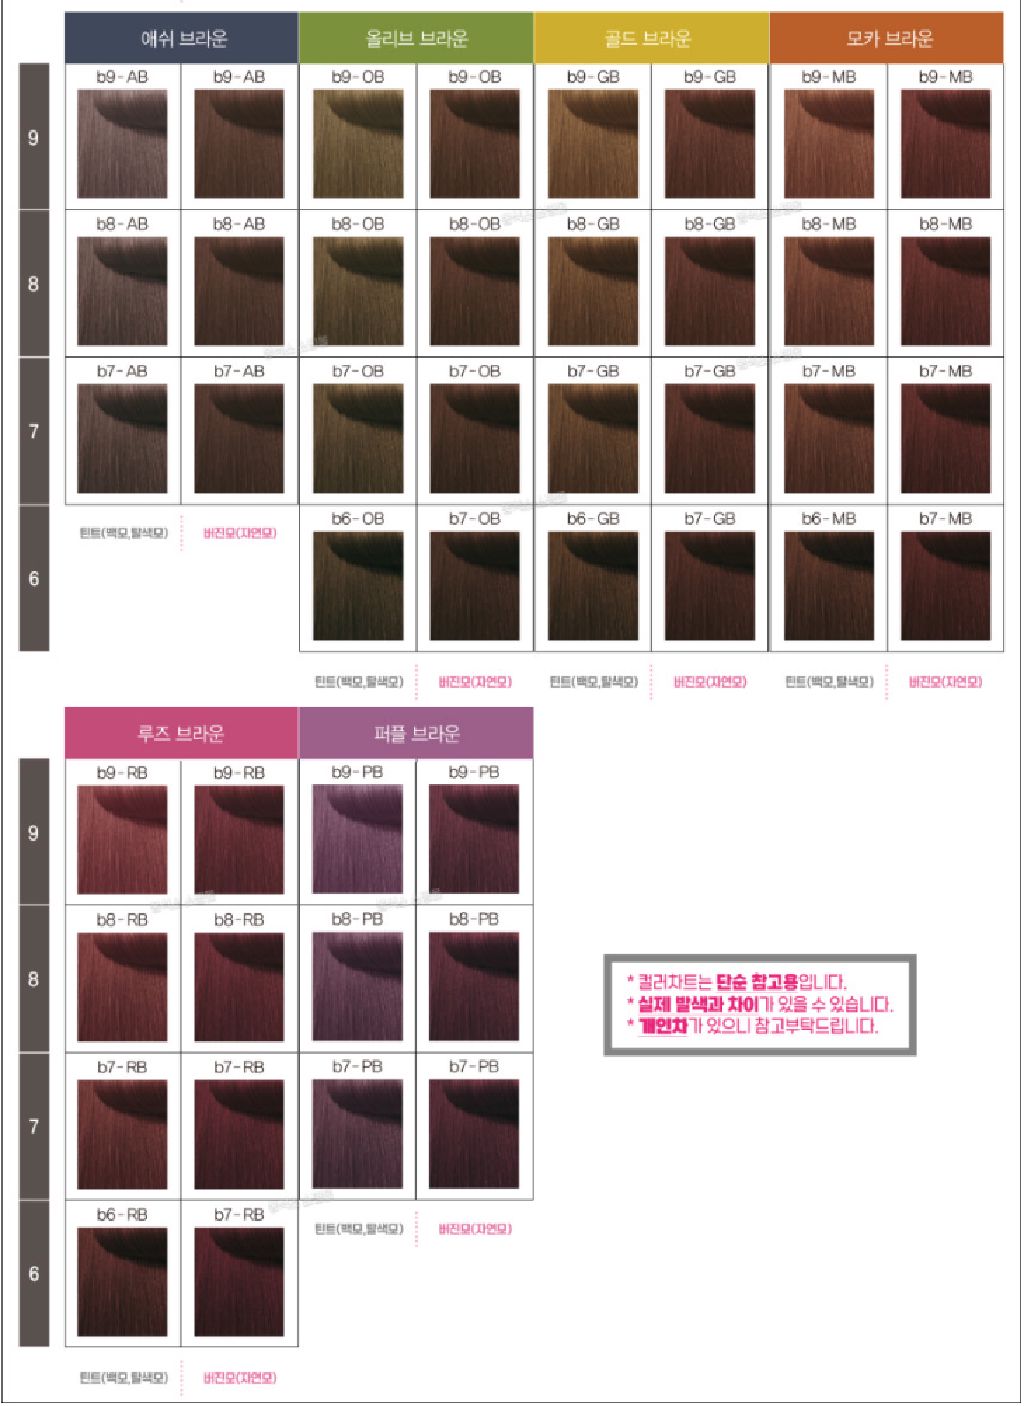 애쉬 브라운 올리브 브라운 골드 브라운 모카 브라운
b9-AB b9-AB b9-OB b9-OB b9-GB b9-GB b9-MB b9-MB
9
b8-AB b8-AB b8-OB b8-OB b8-GB b8-GB b8-MB b8-MB
8
b7-AB b7-AB b7-OB b7-OB b7-GB b7-GB b7-MB b7-MB
7
b6-OB b7-OB b6-GB b7-GB b6-MB b7-MB
틴트(백모,탈색모) 버진모(자연모)
6
틴트(백모,탈색모) 버진모(자연모) 틴트(백모,탈색모) 버진모(자연모) 틴트(백모,탈색모) 버진모(자연모)
루즈 브라운 퍼플 브라운
b9-RB b9-RB b9-PB b9-PB
9
b8-RB b8-RB b8-PB b8-PB
8
* 컬러차트는 단순 참고용입니다.
* 실제 발색과 차이가 있을 수 있습니다.
* 개인차가 있으니 참고부탁드립니다.
b7-RB b7-RB b7-PB b7-PB
7
b6-RB b7-RB
틴트(백모,탈색모) 버진모(자연모)
6
틴트(백모,탈색모) 버진모(자연모)